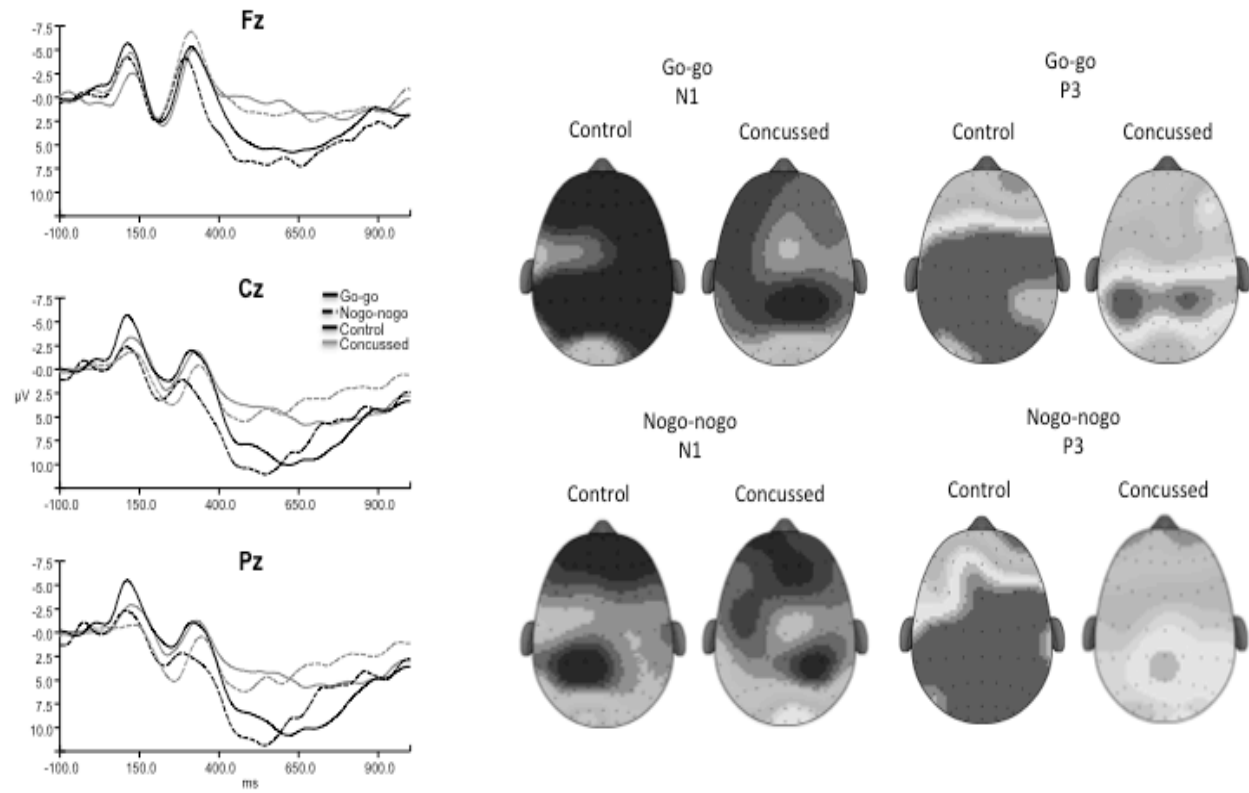 Fz
-7.5
-5.0
-2.5
-0.0
2.5
5.0
7.5
10.0
-100.0 150.0 400.0 650.0 900.0
Cz
-7.5
-5.0
-2.5
-0.0
2.5
5.0
7.5
10.0
µV
Go-go
Nogo-nogo
Control
Concussed
-100.0 150.0 400.0 650.0 900.0
Pz
-7.5
-5.0
-2.5
-0.0
2.5
5.0
7.5
10.0
-100.0 150.0 400.0 650.0 900.0
ms
Go-go
N1
Control Concussed
Go-go
P3
Control Concussed
Nogo-nogo
N1
Control Concussed
Nogo-nogo
P3
Control Concussed